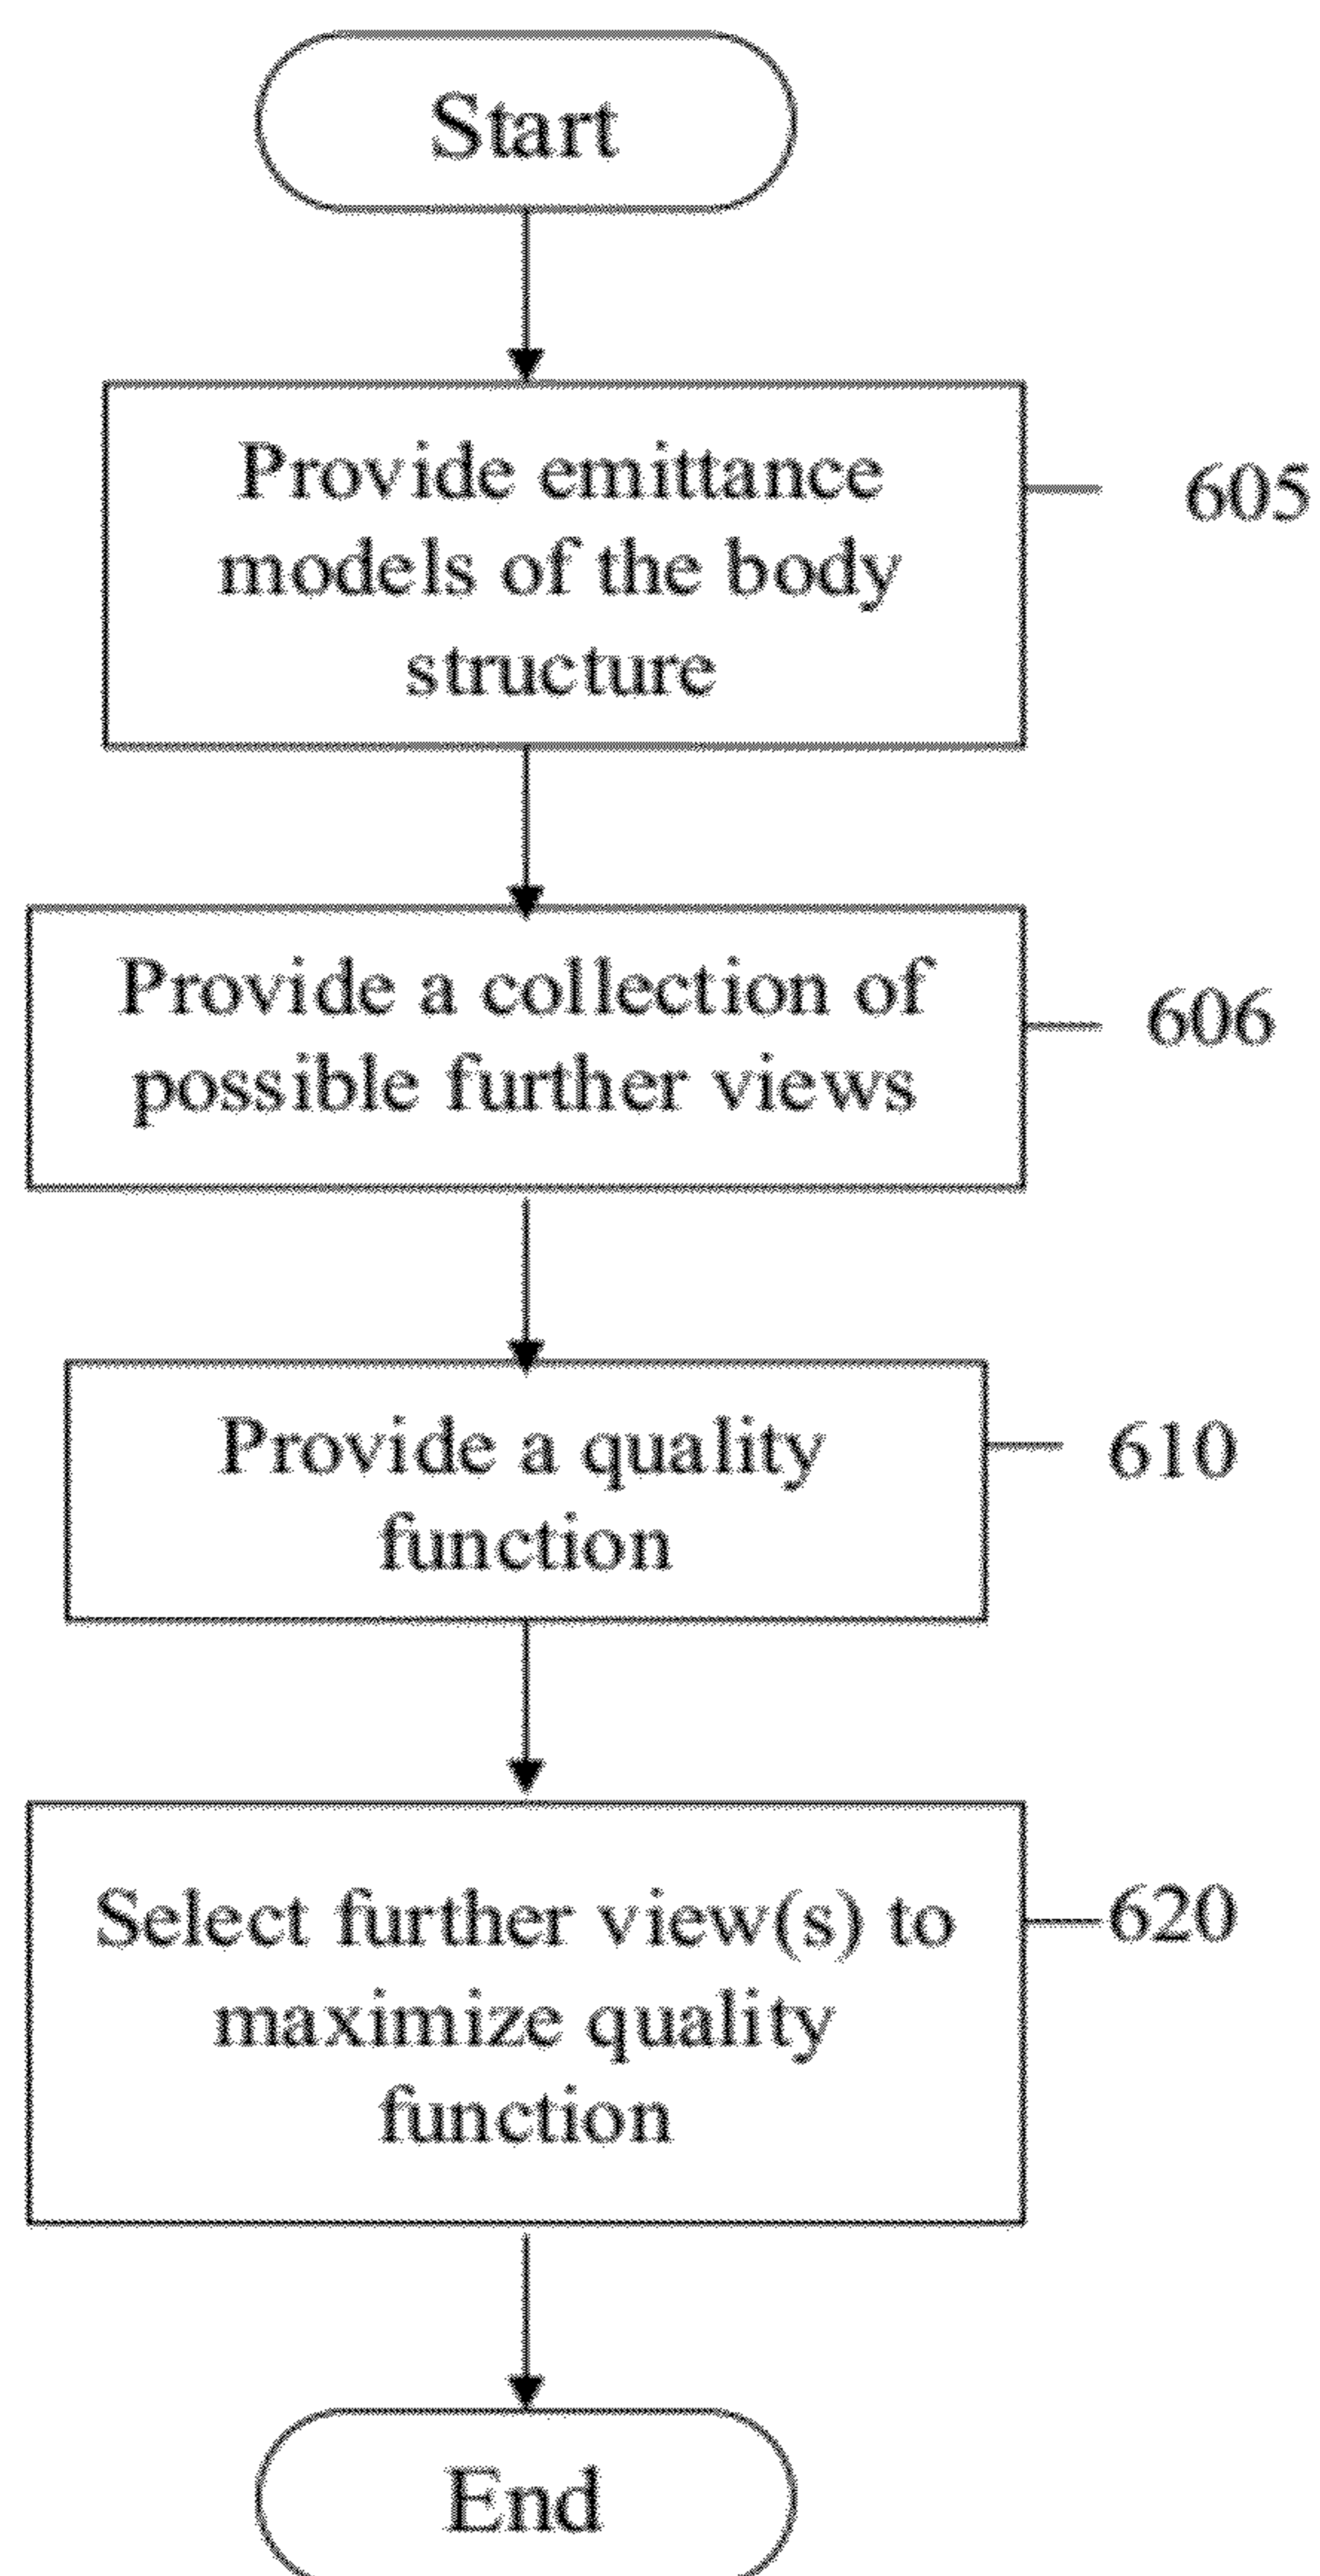 Start
Provide emittance
models of the body
structure
605
Provide a collection of
possible further views
606
Provide a quality
function
610
Select further view(s) to
maximize quality
function
620
End